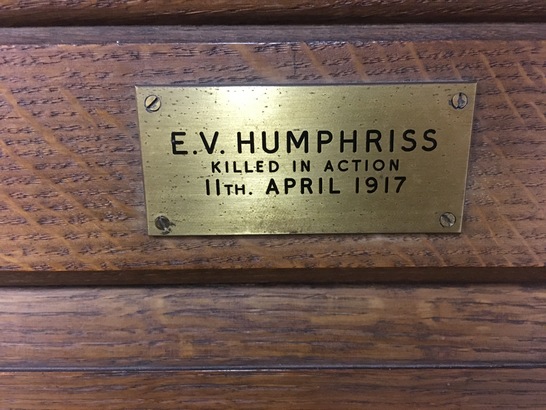 E.V. HUMPHRISS
KILLED IN ACTION
11TH. APRIL 1917